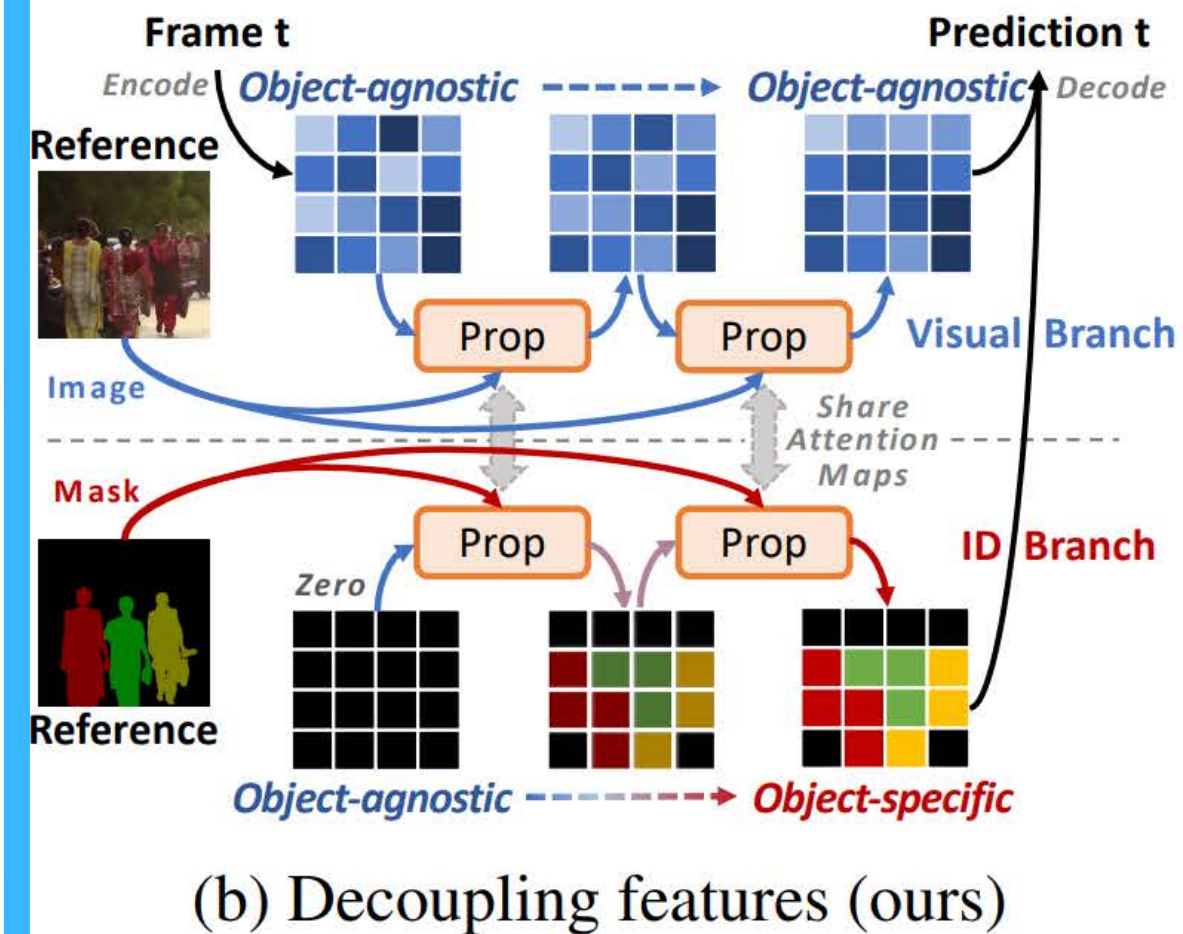 Frame t
Prediction t
Encode
Object-agnostic
Object-agnostic
Decode
Reference
Prop
Prop
Visual Branch
Image
Share
Attention
Maps
Mask
Prop
Prop
ID Branch
Zero
Reference
Object-agnostic
Object-specific
(b) Decoupling features (ours)